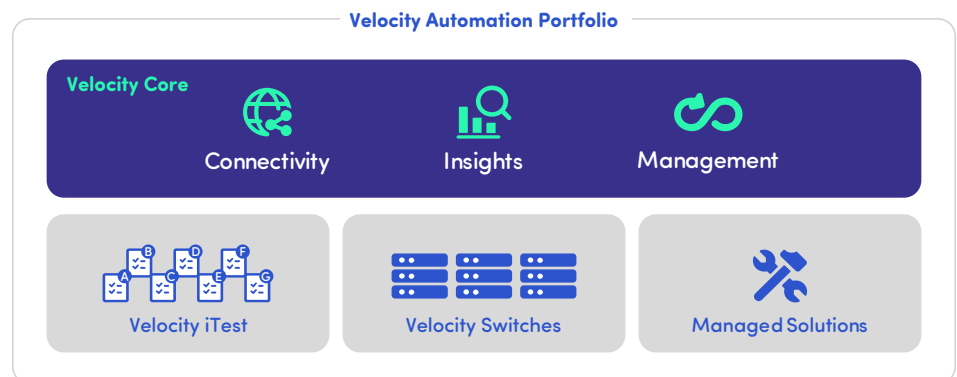 Velocity Automation Portfolio
Velocity Core
Connectivity
Insights
Management
B D F
A C E G
Velocity iTest
Velocity Switches
Managed Solutions